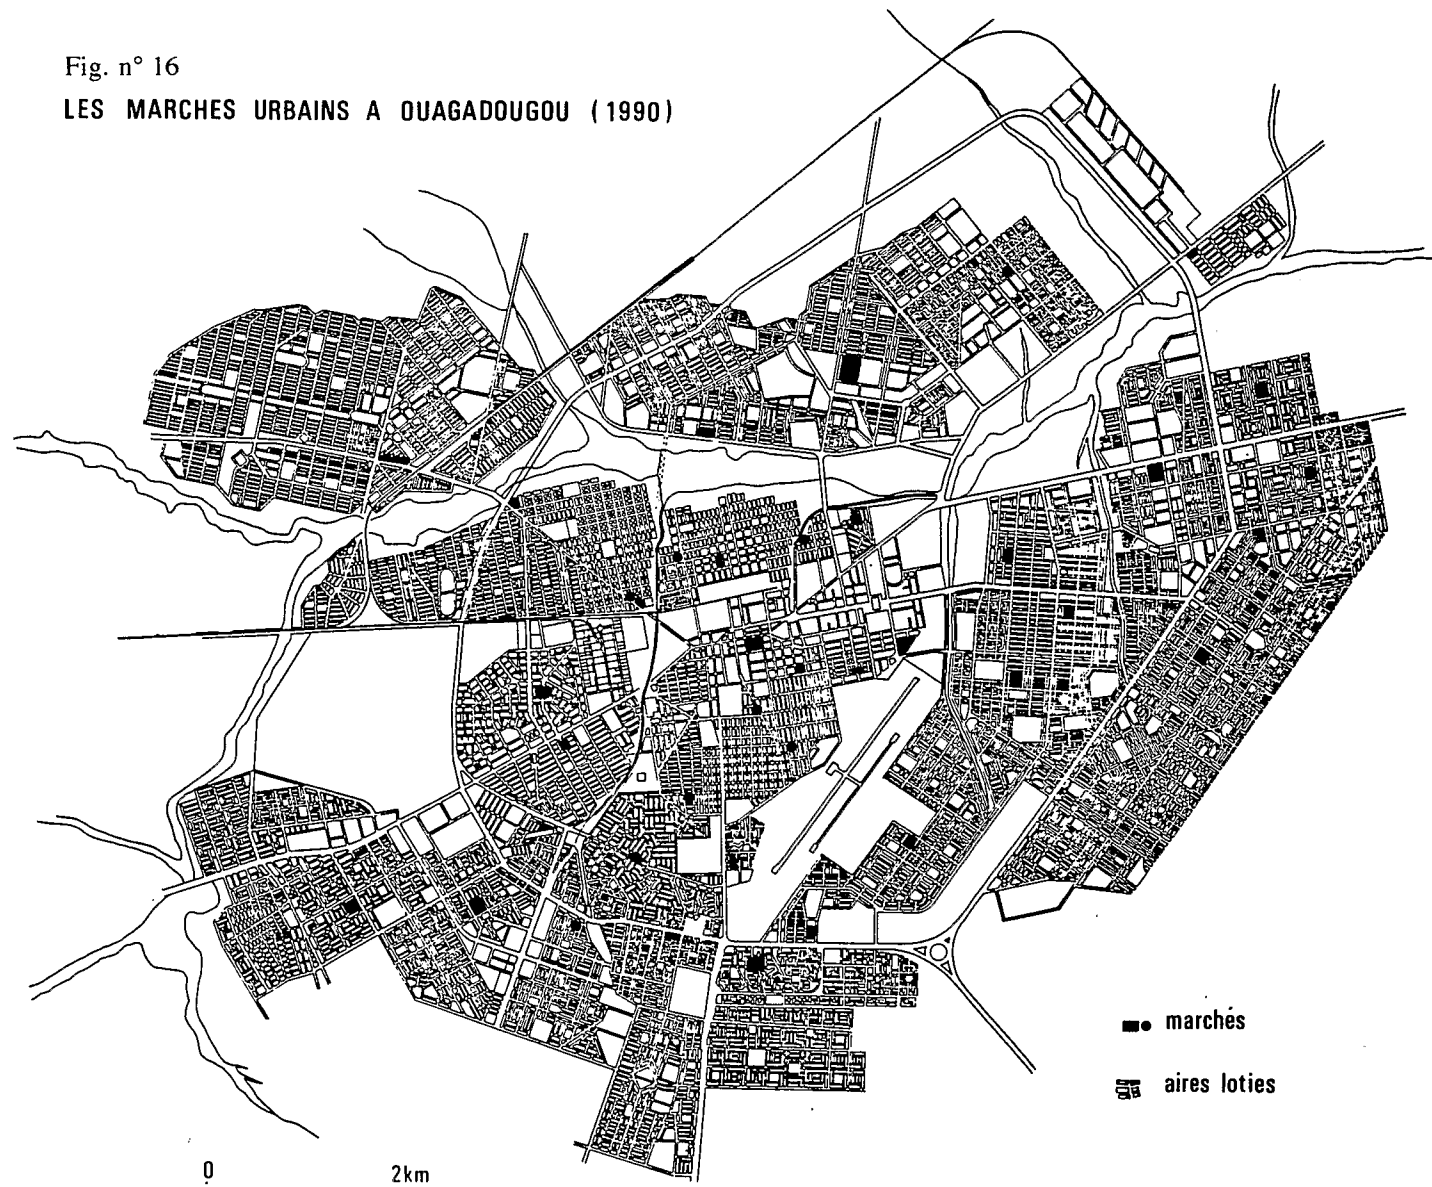 Fig. n° 16
LES MARCHES URBAINS A OUAGADOUGOU (1990)
marchés
aires loties
0 2km